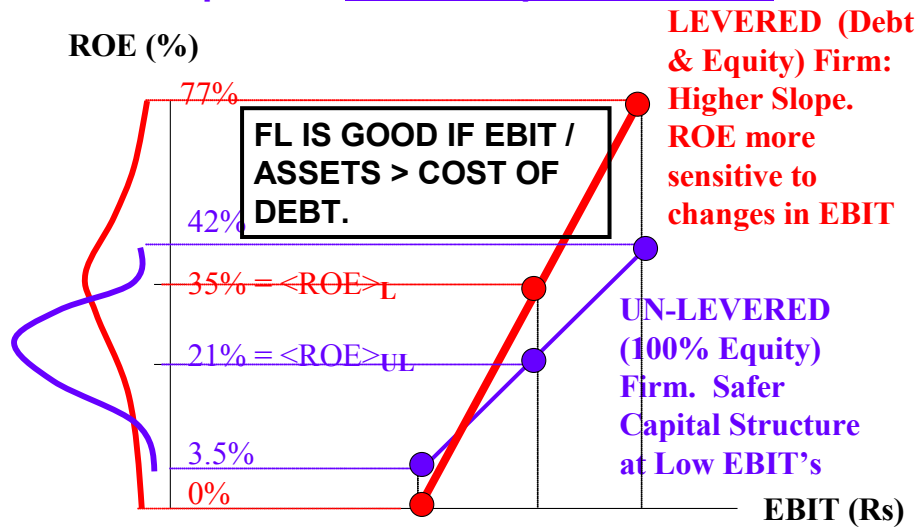 ROE (%)
LEVERED (Debt
& Equity) Firm:
Higher Slope.
ROE more
sensitive to
changes in EBIT
77%
FL IS GOOD IF EBIT /
ASSETS > COST OF
DEBT.
42%
35% = <ROE>L
21% = <ROE>UL
UN-LEVERED
(100% Equity)
Firm. Safer
Capital Structure
at Low EBIT's
3.5%
0%
EBIT (Rs)